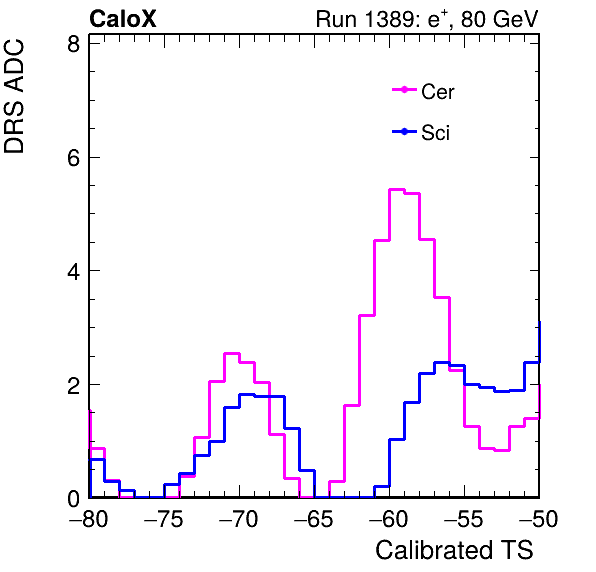 CaloX Run 1389: e⁺, 80 GeV
DRS ADC
8
6
4
2
0
Cer
Sci
−80 −75 −70 −65 −60 −55 −50
Calibrated TS